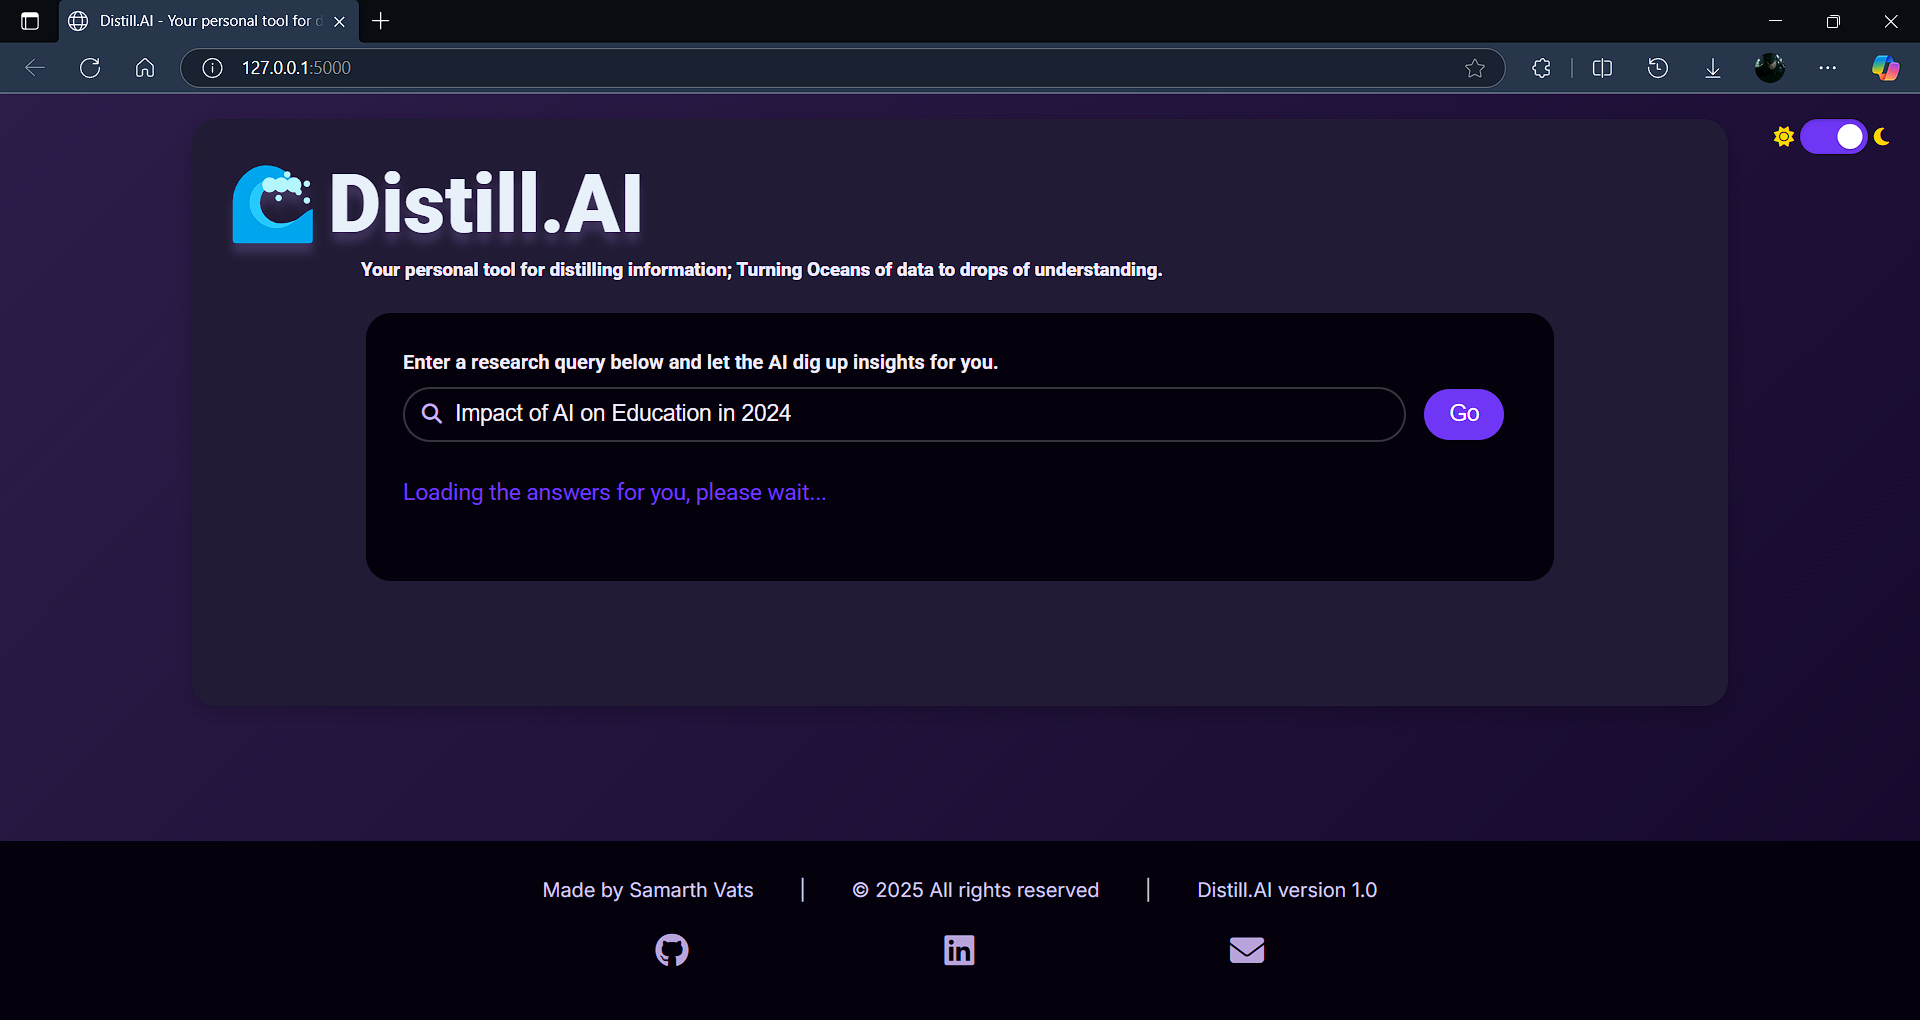 Distill.AI - Your personal tool for d
127.0.0.1:5000
Distill.AI
Your personal tool for distilling information; Turning Oceans of data to drops of understanding.
Enter a research query below and let the AI dig up insights for you.
Impact of AI on Education in 2024
Go
Loading the answers for you, please wait...
Made by Samarth Vats | © 2025 All rights reserved | Distill.AI version 1.0
in